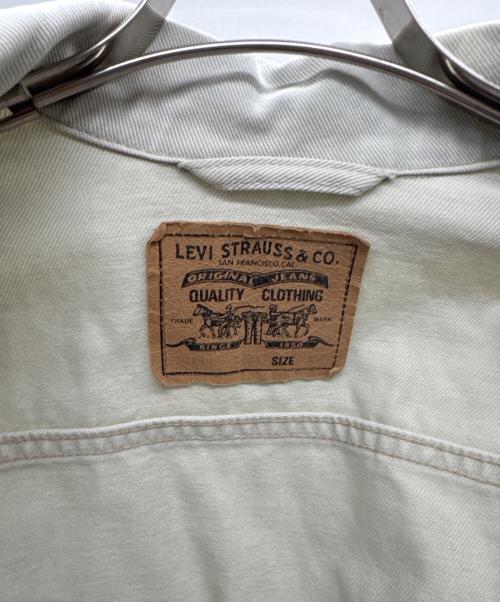 LEVI STRAUSS & CO.
SAN FRANCISCO, CAL
ORIGINAL JEANS
QUALITY CLOTHING
TRADE MARK
SINCE 1850
SIZE